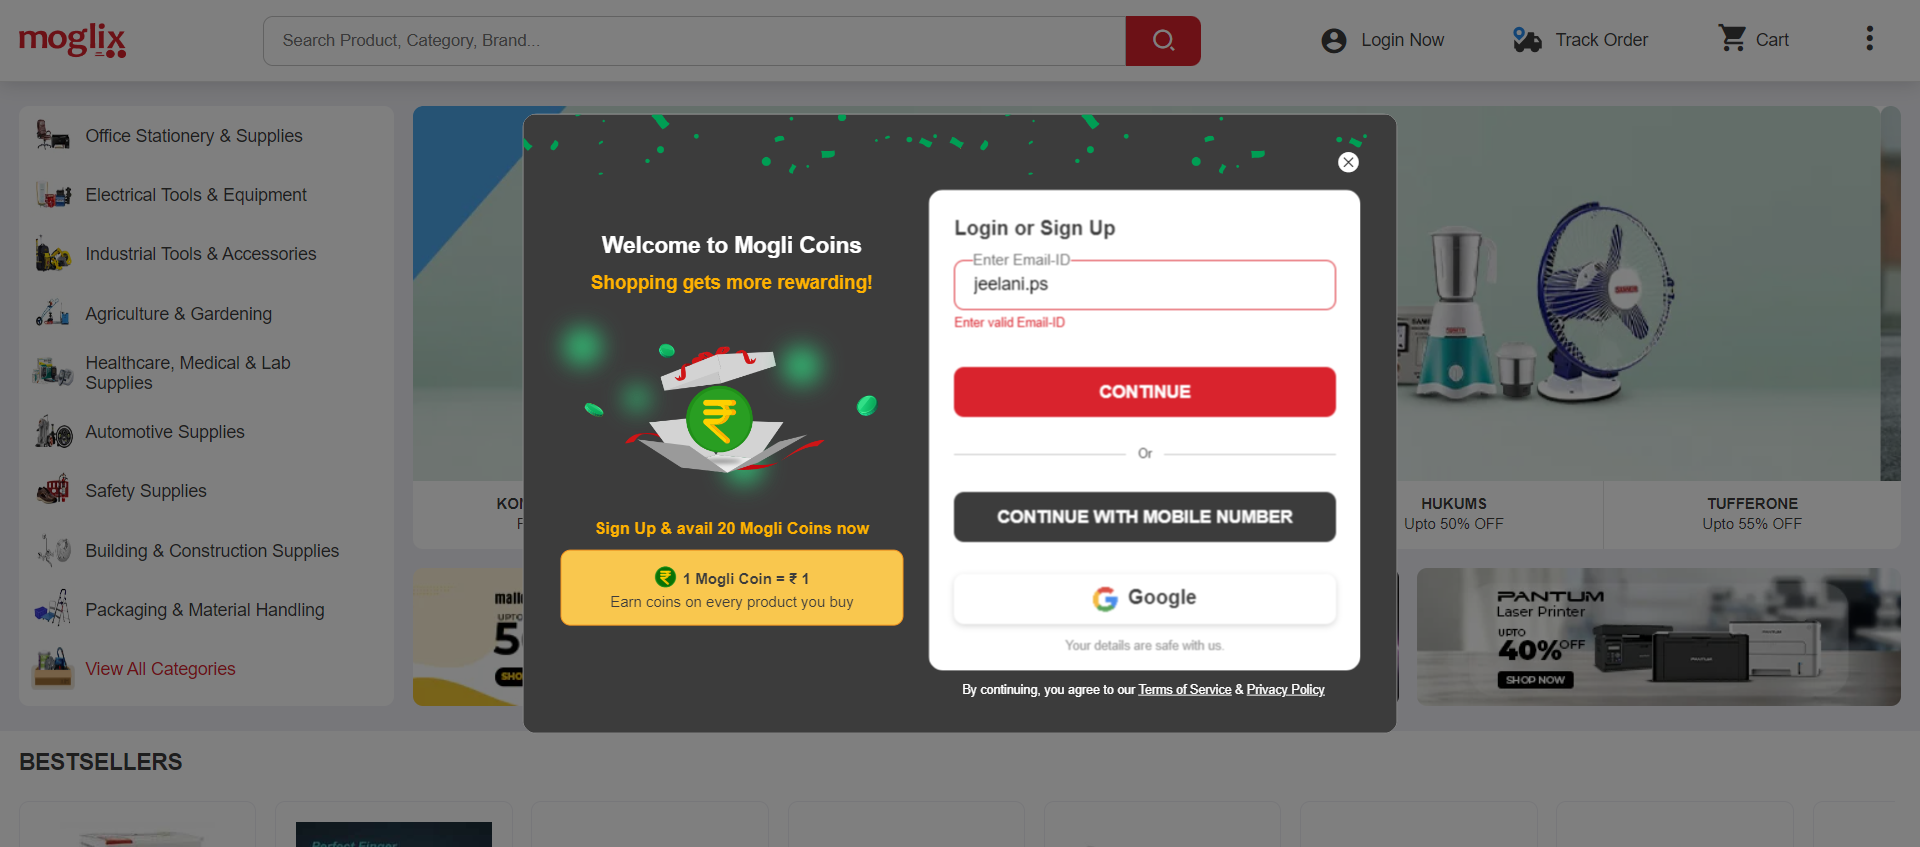 moglix
Search Product, Category, Brand...
Login Now
Track Order
Cart
Office Stationery & Supplies
Electrical Tools & Equipment
Industrial Tools & Accessories
Agriculture & Gardening
Healthcare, Medical & Lab
Supplies
Automotive Supplies
Safety Supplies
Building & Construction Supplies
Packaging & Material Handling
View All Categories
Welcome to Mogli Coins
Shopping gets more rewarding!
Sign Up & avail 20 Mogli Coins now
1 Mogli Coin = ₹ 1
Earn coins on every product you buy
Login or Sign Up
Enter Email-ID
jeelani.ps
Enter valid Email-ID
CONTINUE
Or
CONTINUE WITH MOBILE NUMBER
Google
Your details are safe with us.
By continuing, you agree to our Terms of Service & Privacy Policy
HUKUMS
Upto 50% OFF
TUFFERONE
Upto 55% OFF
PANTUM
Laser Printer
UPTO
40% OFF
SHOP NOW
BESTSELLERS
Perfect Finger